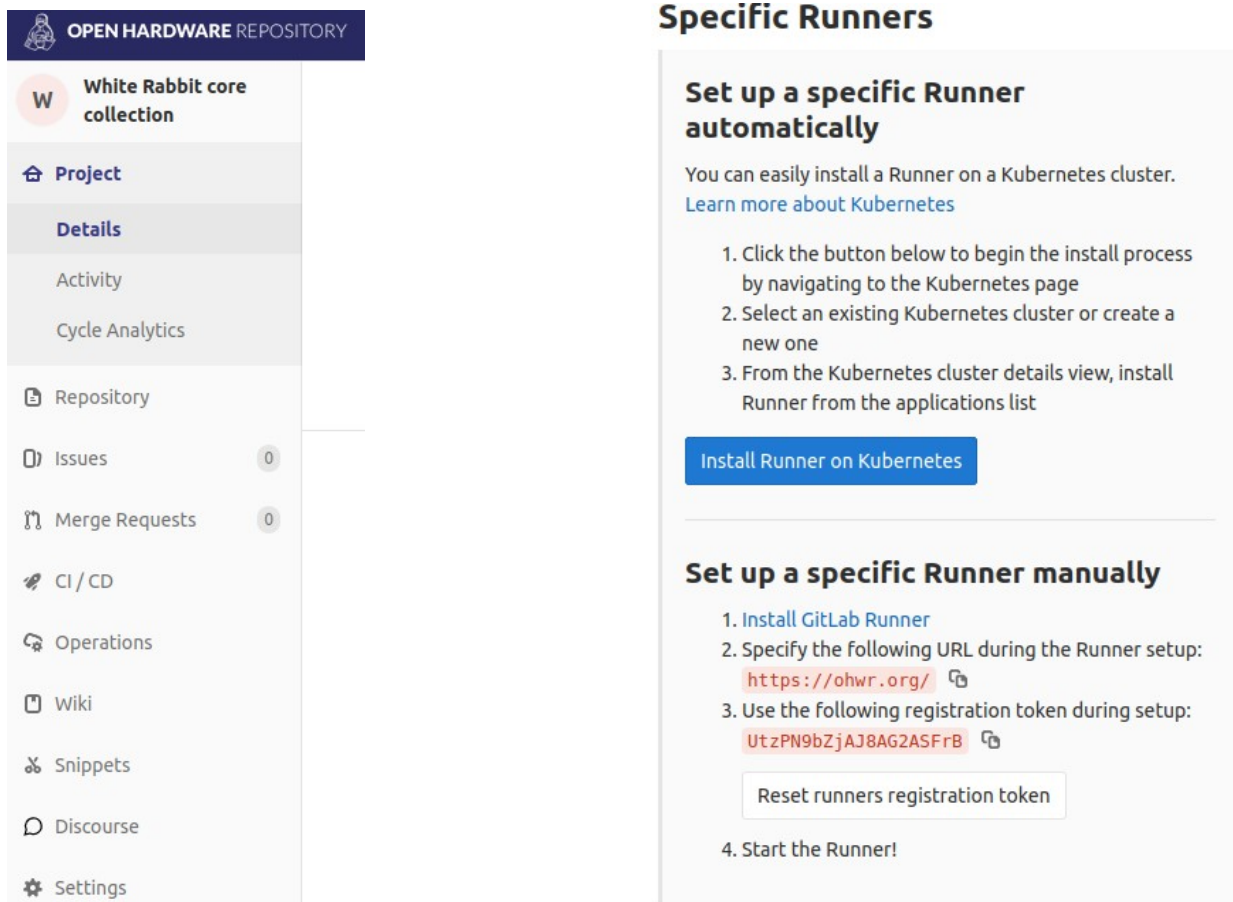 OPEN HARDWARE REPOSITORY
W
White Rabbit core
collection
Project
Details
Activity
Cycle Analytics
Repository
Issues 0
Merge Requests 0
CI / CD
Operations
Wiki
Snippets
Discourse
Settings
Specific Runners
Set up a specific Runner
automatically
You can easily install a Runner on a Kubernetes cluster.
Learn more about Kubernetes
1. Click the button below to begin the install process
by navigating to the Kubernetes page
2. Select an existing Kubernetes cluster or create a
new one
3. From the Kubernetes cluster details view, install
Runner from the applications list
Install Runner on Kubernetes
Set up a specific Runner manually
1. Install GitLab Runner
2. Specify the following URL during the Runner setup:
https://ohwr.org/
3. Use the following registration token during setup:
UtzPN9bZjAJ8AG2ASFrB
Reset runners registration token
4. Start the Runner!